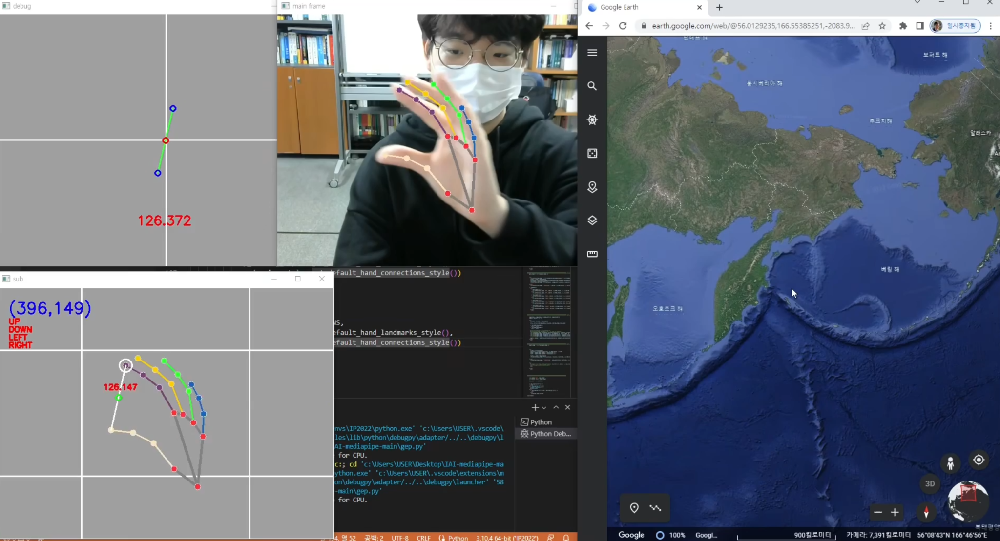 debug
126.372
main frame
Google Earth
earth.google.com/web/@56.0129235,166.55385251,-2083.9...
일시중지됨
보퍼트 해
동시베리아 해
추크치해
알래스카
베링 해
오호츠크 해
sub
(396,149)
UP
DOWN
LEFT
RIGHT
126.147
efault_hand_connections_style())
NS,
efault_hand_landmarks_style(),
efault_hand_connections_style())
Python
Python Deb...
nvs\IP2022\python.exe' 'c:\Users\USER\.vscode\
les\lib\python\debugpy\adapter/../..\debugpy\l
AI-mediapipe-main\gep.py'
for CPU.
c:; cd 'c:\Users\USER\Desktop\IAI-mediapipe-ma
ython.exe' 'c:\Users\USER\.vscode\extensions\m
n\debugpy\adapter/../..\debugpy\launcher' '58
-main\gep.py'
for CPU.
열 52 공백: 2 UTF-8 CRLF Python 3.10.4 64-bit ('IP2022')
3D
Google 100% Googl... 900킬로미터 카메라: 7,391킬로미터 56°08'43"N 166°46'56"E